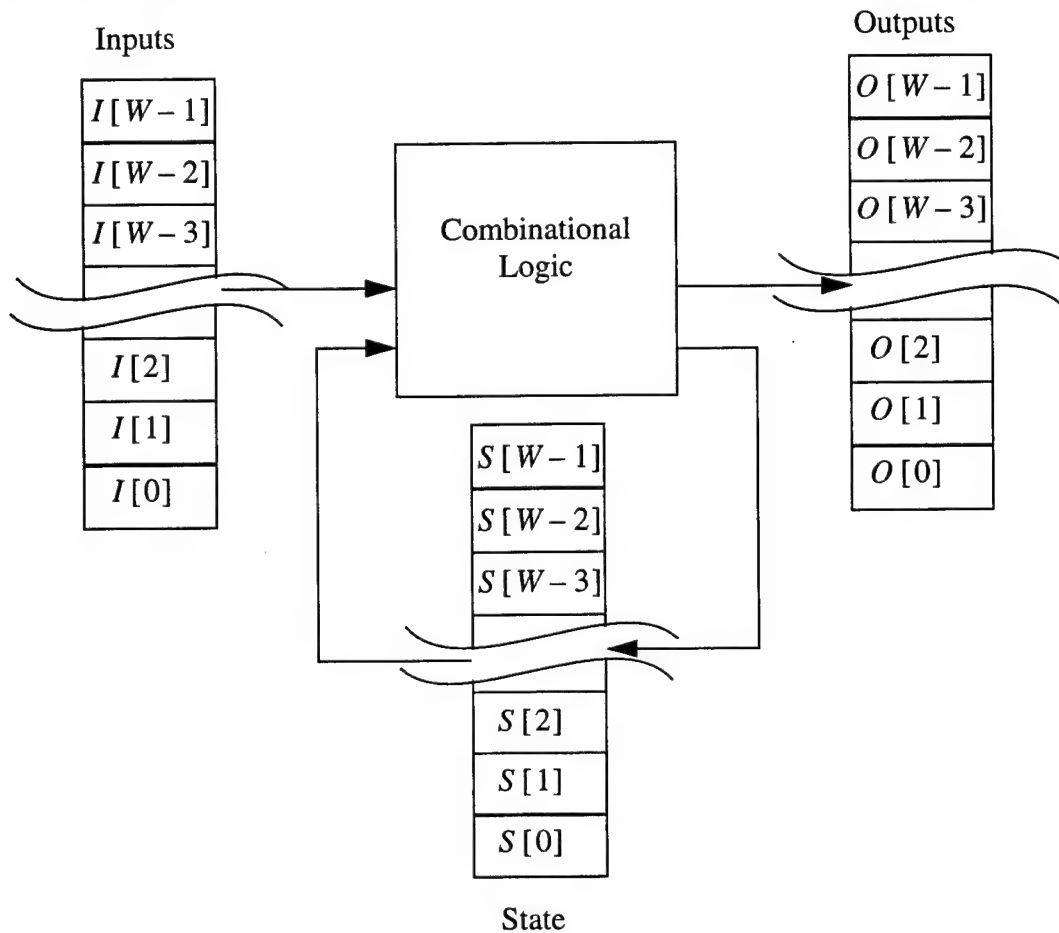 Inputs
I[W – 1]
I[W – 2]
I[W – 3]
I[2]
I[1]
I[0]
Combinational
Logic
S[W – 1]
S[W – 2]
S[W – 3]
S[2]
S[1]
S[0]
State
Outputs
O[W – 1]
O[W – 2]
O[W – 3]
O[2]
O[1]
O[0]